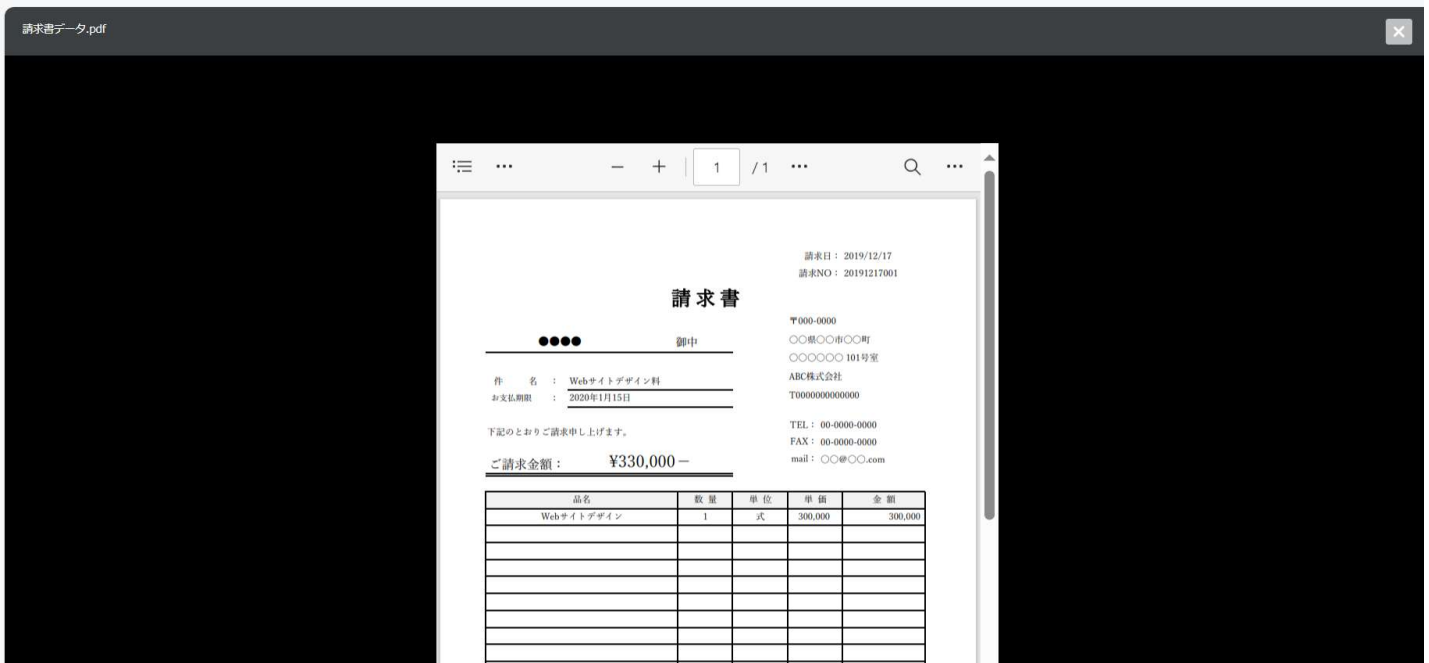 請求書データ.pdf
1 / 1
請求日： 2019/12/17
請求NO： 20191217001
請求書
〒000-0000
●●●● 御中
○○県○○市○○町
○○○○○○ 101号室
ABC株式会社
件 名 ： Webサイトデザイン料
T0000000000000
お支払期限 ： 2020年1月15日
TEL： 00-0000-0000
下記のとおりご請求申し上げます。
FAX： 00-0000-0000
mail： ○○@○○.com
ご請求金額： ¥330,000－
品名 数 量 単 位 単 価 金 額
Webサイトデザイン 1 式 300,000 300,000